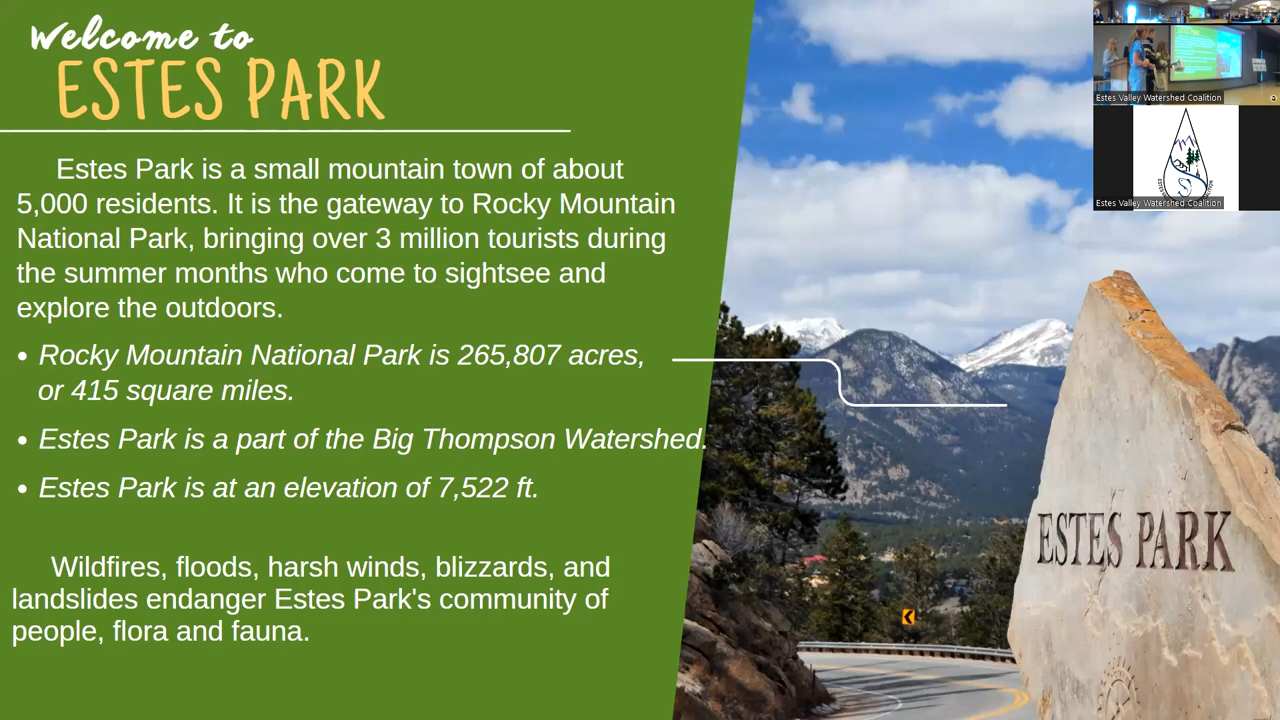 Welcome to
ESTES PARK
Estes Park is a small mountain town of about
5,000 residents. It is the gateway to Rocky Mountain
National Park, bringing over 3 million tourists during
the summer months who come to sightsee and
explore the outdoors.
• Rocky Mountain National Park is 265,807 acres,
or 415 square miles.
• Estes Park is a part of the Big Thompson Watershed.
• Estes Park is at an elevation of 7,522 ft.
Wildfires, floods, harsh winds, blizzards, and
landslides endanger Estes Park's community of
people, flora and fauna.
Estes Valley Watershed Coalition
Estes Valley Watershed Coalition
ESTES PARK